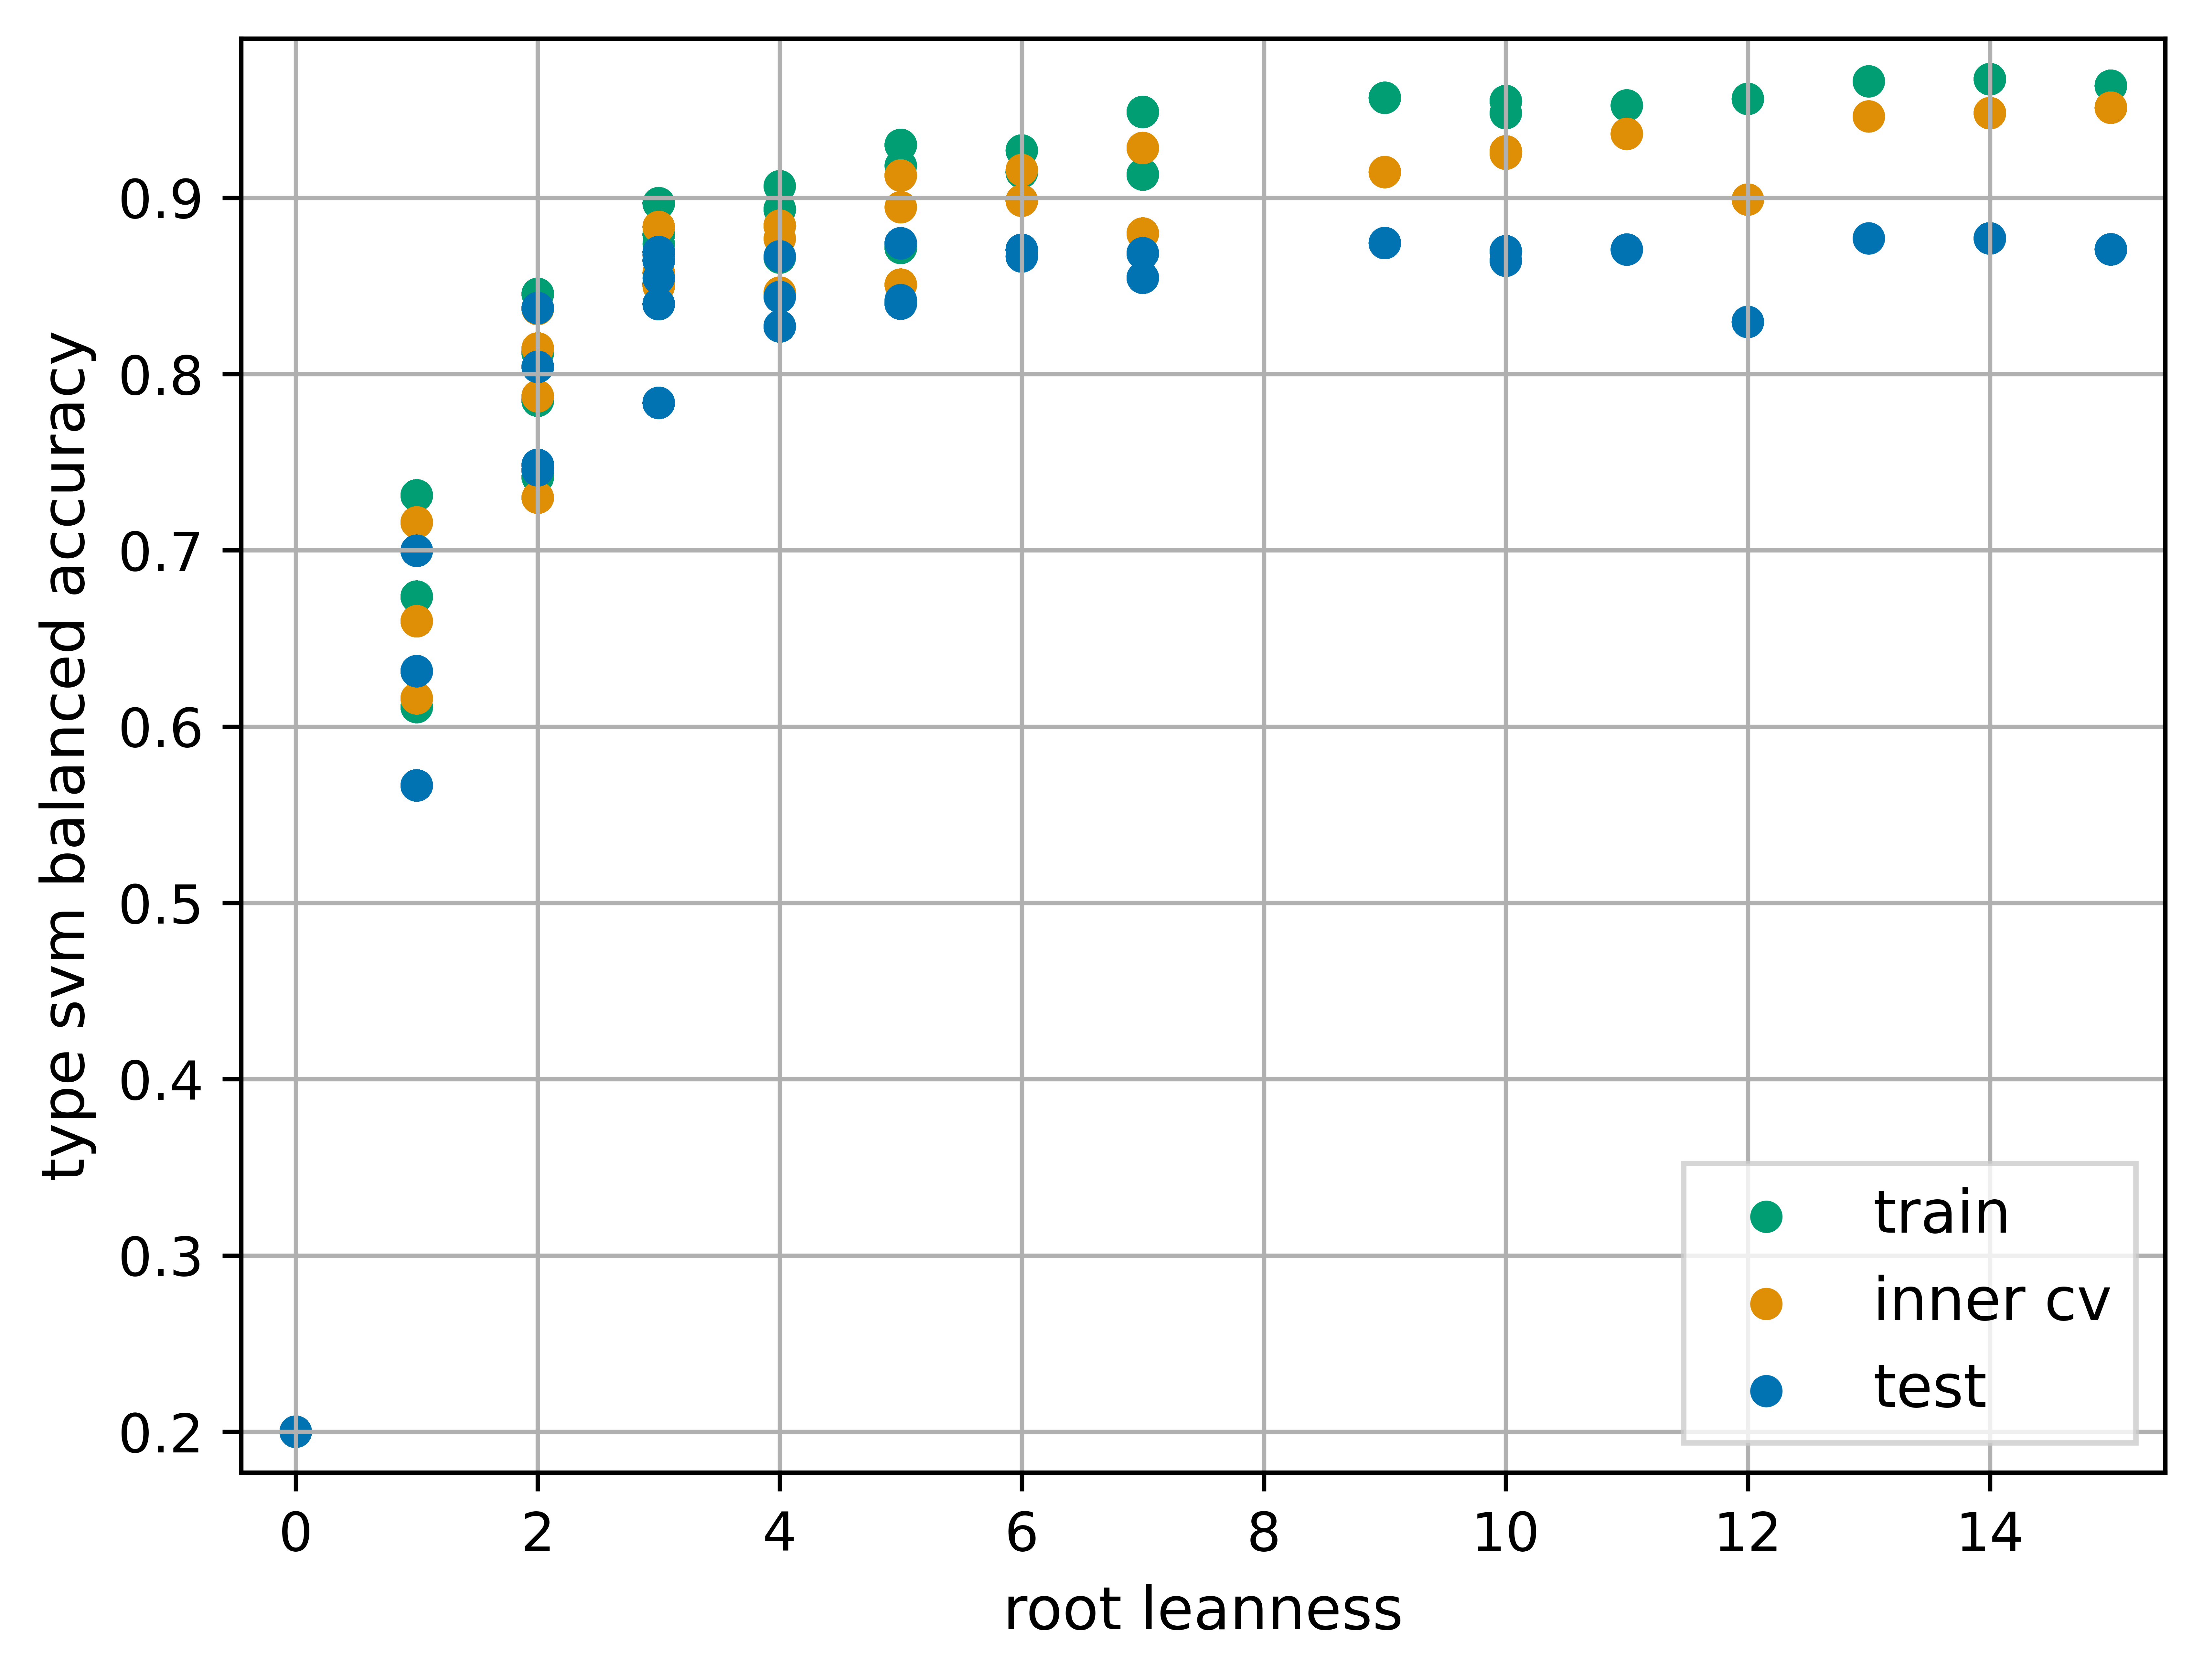 type svm balanced accuracy
0.9
0.8
0.7
0.6
0.5
0.4
0.3
0.2
train
inner cv
test
0 2 4 6 8 10 12 14
root leanness